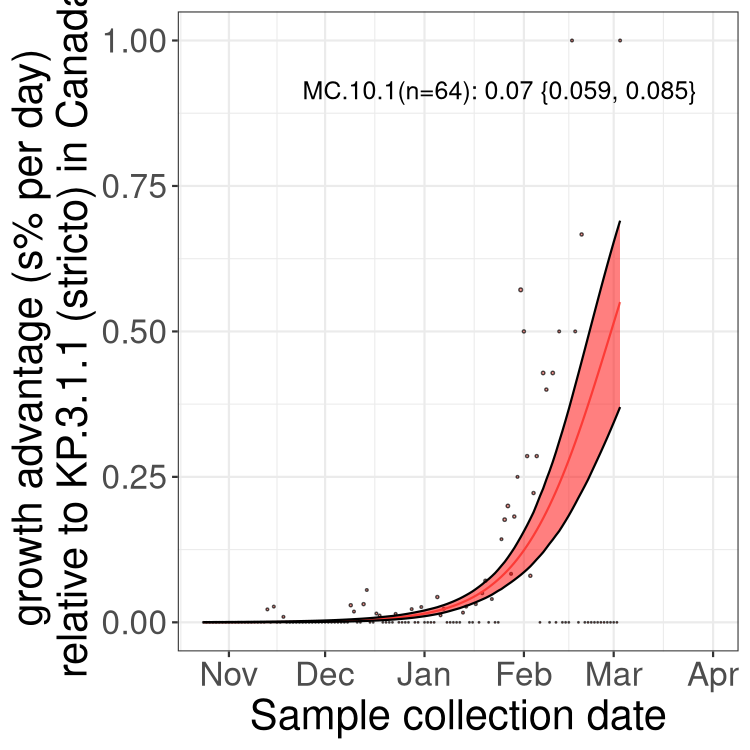 growth advantage (s% per day)
relative to KP.3.1.1 (stricto) in Canada
1.00
MC.10.1(n=64): 0.07 {0.059, 0.085}
0.75
0.50
0.25
0.00
Nov Dec Jan Feb Mar Apr
Sample collection date